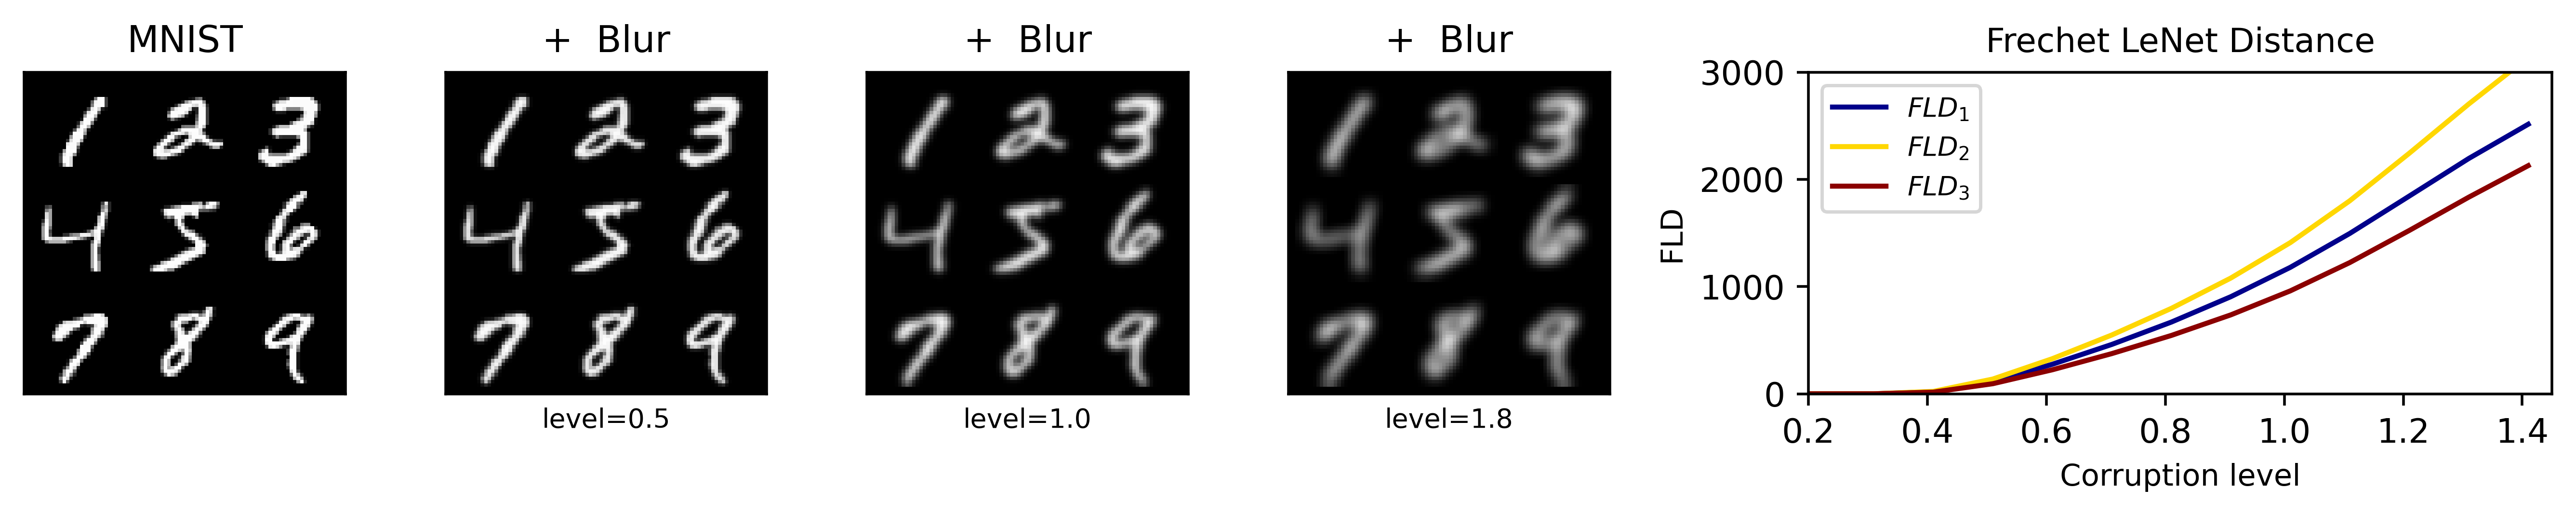 MNIST
+ Blur
+ Blur
+ Blur
1 2 3
4 5 6
7 8 9
1 2 3
4 5 6
7 8 9
level=0.5
1 2 3
4 5 6
7 8 9
level=1.0
1 2 3
4 5 6
7 8 9
level=1.8
Frechet LeNet Distance
FLD
3000
2000
1000
0
FLD₁
FLD₂
FLD₃
0.2 0.4 0.6 0.8 1.0 1.2 1.4
Corruption level